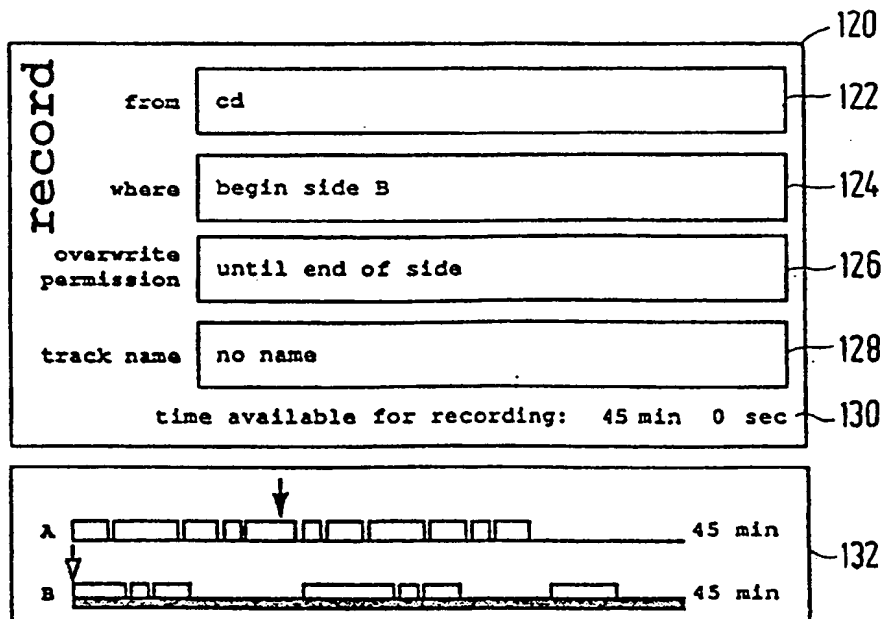 120
record
from cd 122
where begin side B 124
overwrite permission until end of side 126
track name no name 128
time available for recording: 45 min 0 sec 130
A 45 min
132
B 45 min